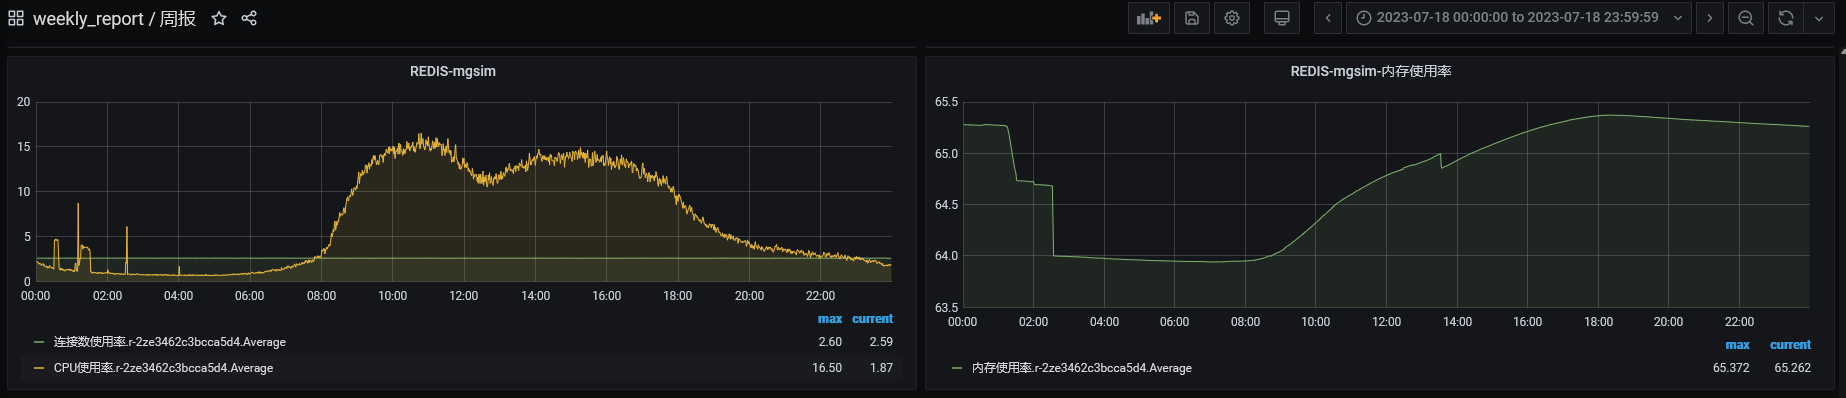 weekly_report / 周报
2023-07-18 00:00:00 to 2023-07-18 23:59:59
REDIS-mgsim
20
15
10
5
0
00:00 02:00 04:00 06:00 08:00 10:00 12:00 14:00 16:00 18:00 20:00 22:00
max current
连接数使用率.r-2ze3462c3bcca5d4.Average 2.60 2.59
CPU使用率.r-2ze3462c3bcca5d4.Average 16.50 1.87
REDIS-mgsim-内存使用率
65.5
65.0
64.5
64.0
63.5
00:00 02:00 04:00 06:00 08:00 10:00 12:00 14:00 16:00 18:00 20:00 22:00
max current
内存使用率.r-2ze3462c3bcca5d4.Average 65.372 65.262